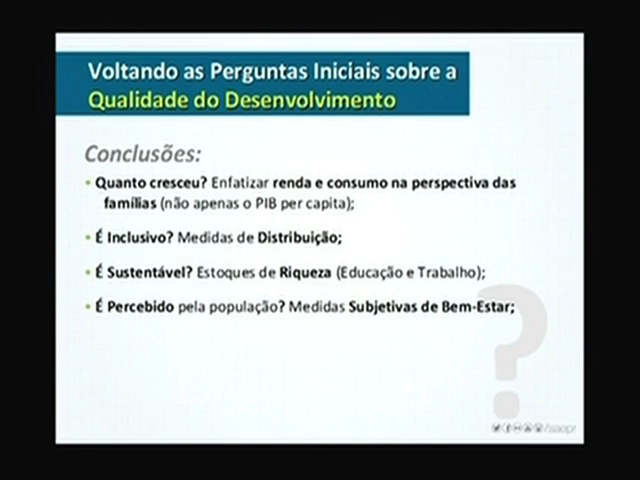 Voltando as Perguntas Iniciais sobre a
Qualidade do Desenvolvimento
Conclusões:
• Quanto cresceu? Enfatizar renda e consumo na perspectiva das
famílias (não apenas o PIB per capita);
• É Inclusivo? Medidas de Distribuição;
• É Sustentável? Estoques de Riqueza (Educação e Trabalho);
• É Percebido pela população? Medidas Subjetivas de Bem-Estar;
?
/saepr